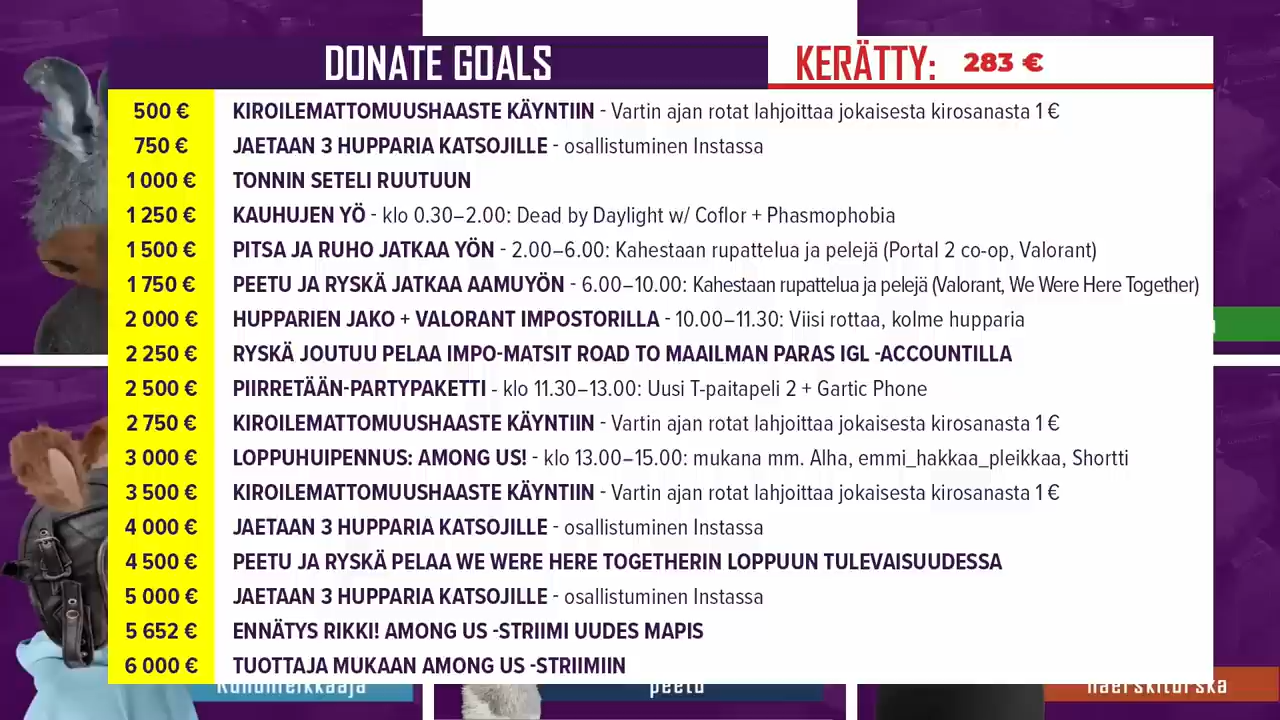 DONATE GOALS
KERÄTTY: 283 €
500 € KIROILEMATTOMUUSHAASTE KÄYNTIIN - Vartin ajan rotat lahjoittaa jokaisesta kirosanasta 1 €
750 € JAETAAN 3 HUPPARIA KATSOJILLE - osallistuminen Instassa
1 000 € TONNIN SETELI RUUTUUN
1 250 € KAUHUJEN YÖ - klo 0.30–2.00: Dead by Daylight w/ Coflor + Phasmophobia
1 500 € PITSA JA RUHO JATKAA YÖN - 2.00–6.00: Kahestaan rupattelua ja pelejä (Portal 2 co-op, Valorant)
1 750 € PEETU JA RYSKÄ JATKAA AAMUYÖN - 6.00–10.00: Kahestaan rupattelua ja pelejä (Valorant, We Were Here Together)
2 000 € HUPPARIEN JAKO + VALORANT IMPOSTORILLA - 10.00–11.30: Viisi rottaa, kolme hupparia
2 250 € RYSKÄ JOUTUU PELAA IMPO-MATSIT ROAD TO MAAILMAN PARAS IGL -ACCOUNTILLA
2 500 € PIIRRETÄÄN-PARTYPAKETTI - klo 11.30–13.00: Uusi T-paitapeli 2 + Gartic Phone
2 750 € KIROILEMATTOMUUSHAASTE KÄYNTIIN - Vartin ajan rotat lahjoittaa jokaisesta kirosanasta 1 €
3 000 € LOPPUHUIPENNUS: AMONG US! - klo 13.00–15.00: mukana mm. Alha, emmi_hakkaa_pleikkaa, Shortti
3 500 € KIROILEMATTOMUUSHAASTE KÄYNTIIN - Vartin ajan rotat lahjoittaa jokaisesta kirosanasta 1 €
4 000 € JAETAAN 3 HUPPARIA KATSOJILLE - osallistuminen Instassa
4 500 € PEETU JA RYSKÄ PELAA WE WERE HERE TOGETHERIN LOPPUUN TULEVAISUUDESSA
5 000 € JAETAAN 3 HUPPARIA KATSOJILLE - osallistuminen Instassa
5 652 € ENNÄTYS RIKKI! AMONG US -STRIIMI UUDES MAPIS
6 000 € TUOTTAJA MUKAAN AMONG US -STRIIMIIN
peetu